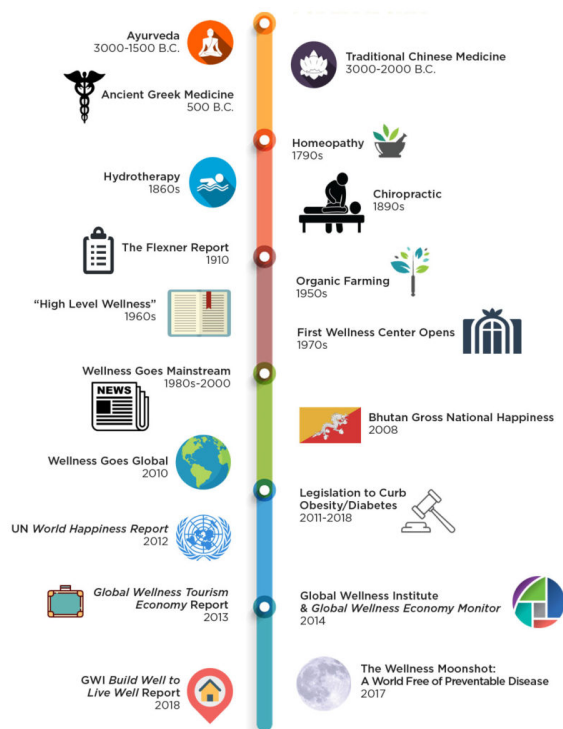 Ayurveda
3000-1500 B.C.
Traditional Chinese Medicine
3000-2000 B.C.
Ancient Greek Medicine
500 B.C.
Homeopathy
1790s
Hydrotherapy
1860s
Chiropractic
1890s
The Flexner Report
1910
Organic Farming
1950s
“High Level Wellness”
1960s
First Wellness Center Opens
1970s
Wellness Goes Mainstream
1980s-2000
NEWS
Bhutan Gross National Happiness
2008
Wellness Goes Global
2010
Legislation to Curb
Obesity/Diabetes
2011-2018
UN World Happiness Report
2012
Global Wellness Tourism
Economy Report
2013
Global Wellness Institute
& Global Wellness Economy Monitor
2014
The Wellness Moonshot:
A World Free of Preventable Disease
2017
GWI Build Well to
Live Well Report
2018